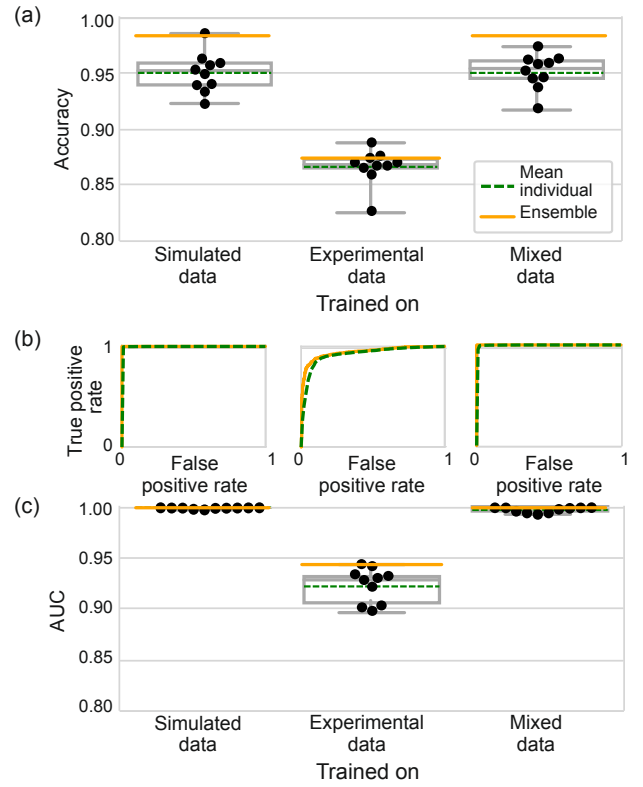 (a)
1.00
0.95
0.90
0.85
0.80
Accuracy
Mean
individual
Ensemble
Simulated
data
Experimental
data
Mixed
data
Trained on
(b)
True positive
rate
1
0
0
1
0
1
0
1
False
positive rate
False
positive rate
False
positive rate
(c)
1.00
0.95
0.90
0.85
0.80
AUC
Simulated
data
Experimental
data
Mixed
data
Trained on